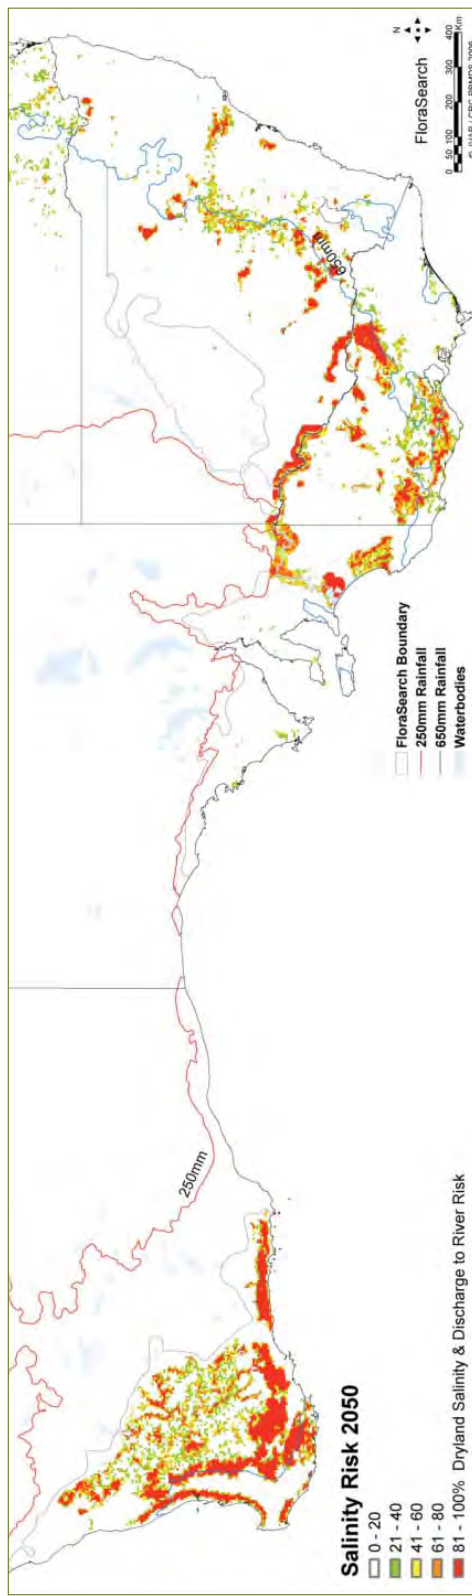 Salinity Risk 2050
0 - 20
21 - 40
41 - 60
61 - 80
81 - 100% Dryland Salinity & Discharge to River Risk
250mm
650mm
FloraSearch Boundary
250mm Rainfall
650mm Rainfall
Waterbodies
N
FloraSearch
0 50 100 200 300 400
Km